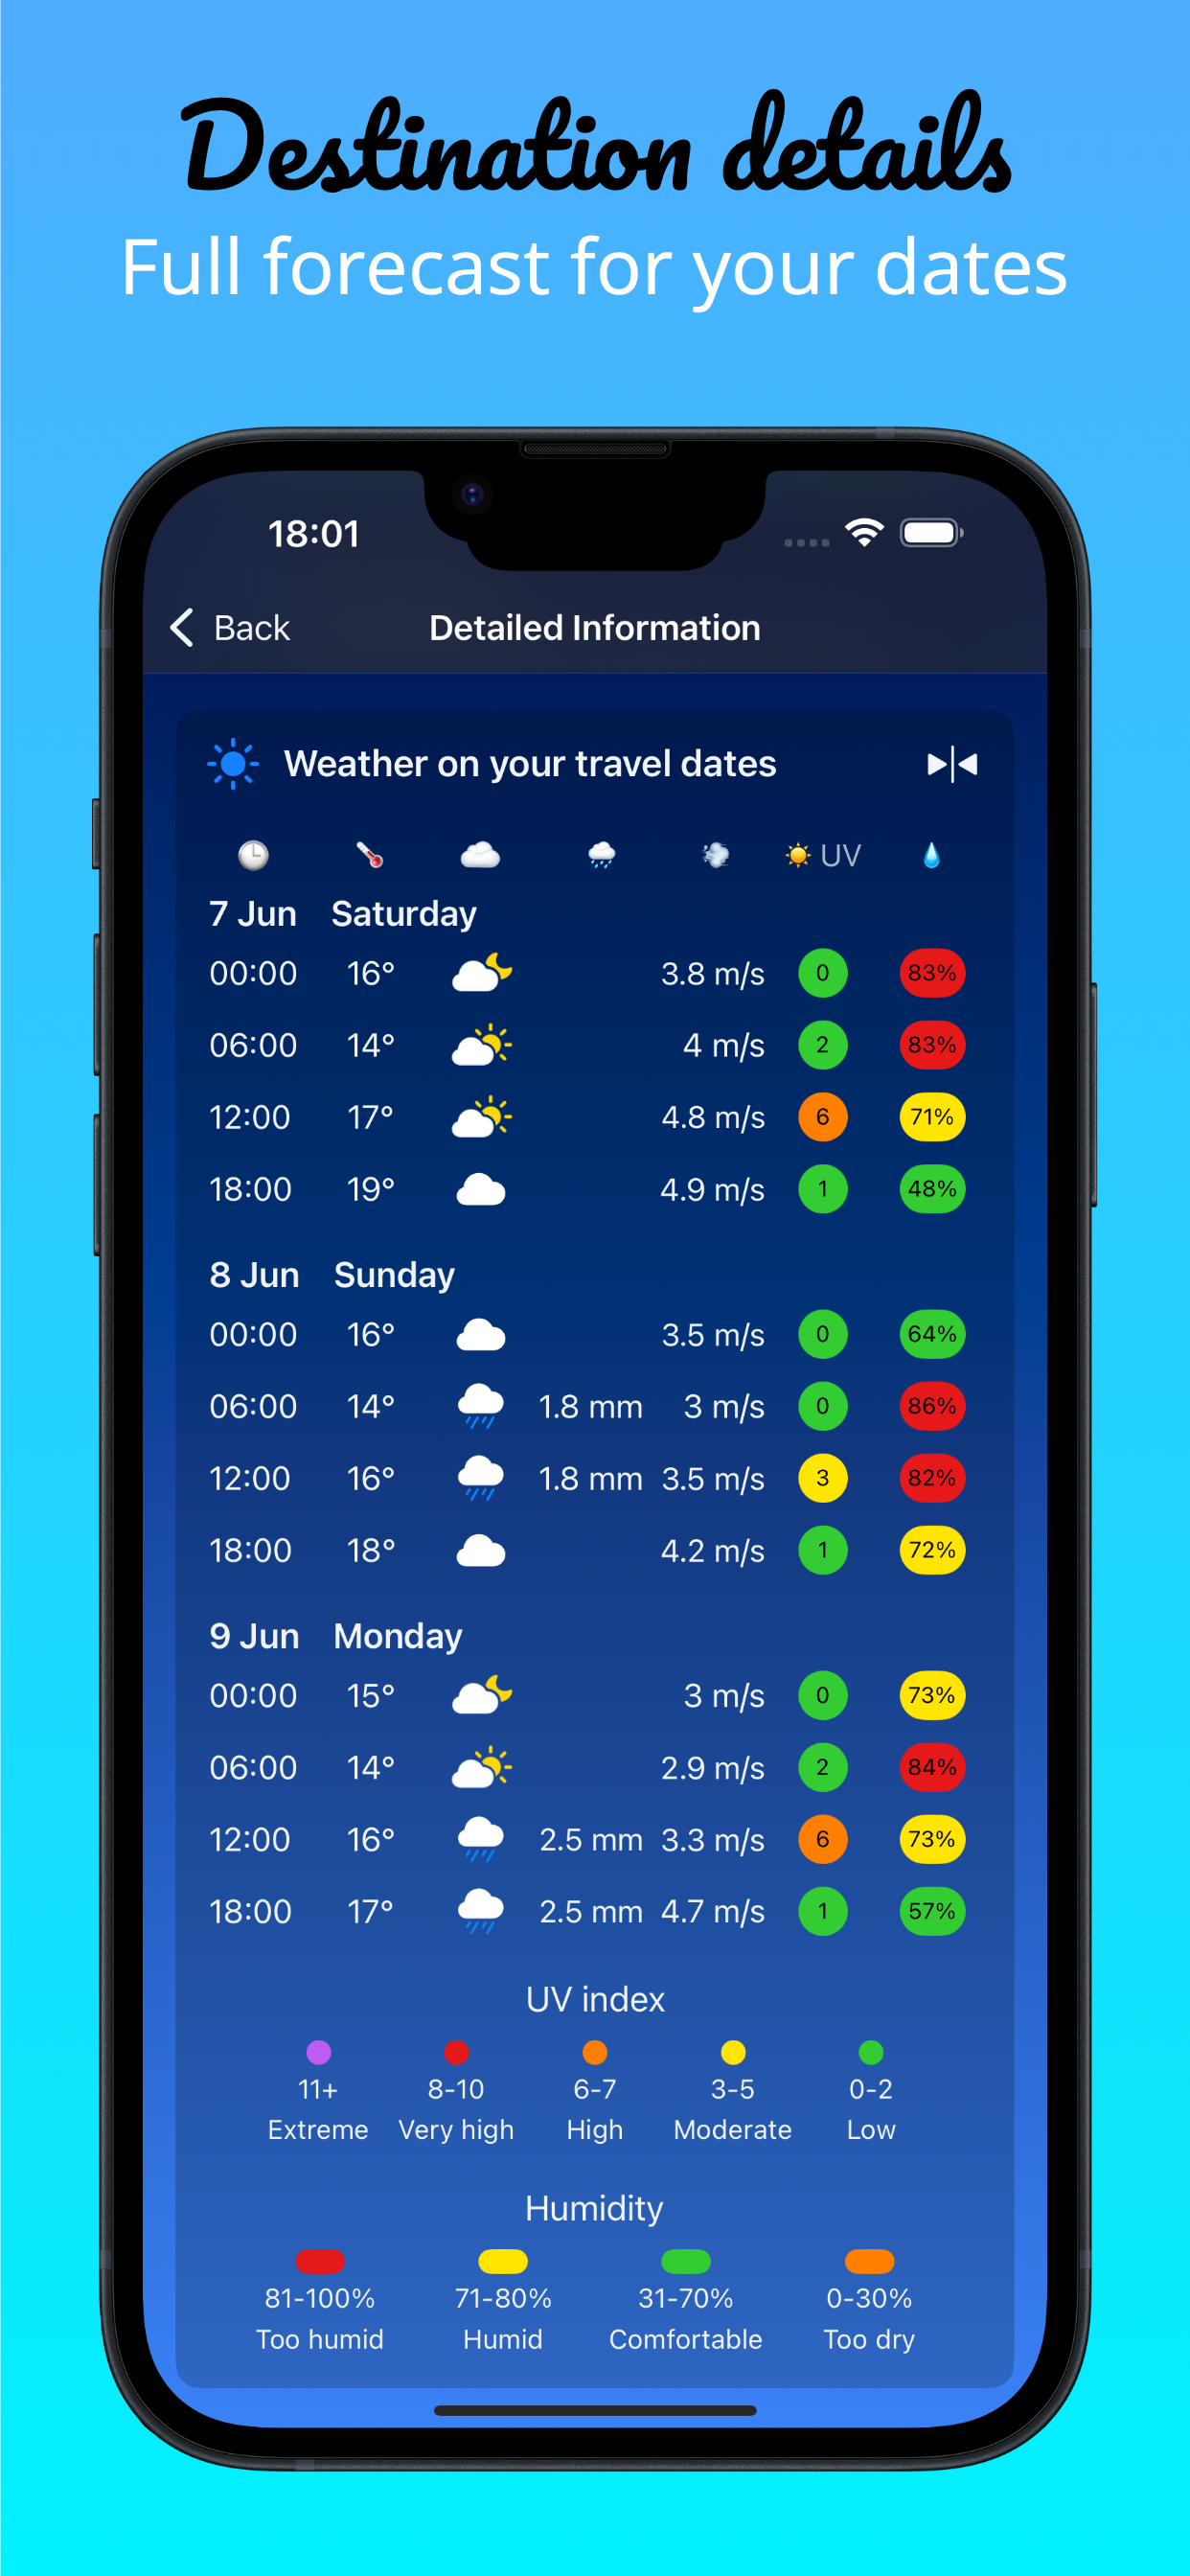 Destination details
Full forecast for your dates
18:01
Back Detailed Information
Weather on your travel dates
UV
7 Jun Saturday
00:00 16° 3.8 m/s 0 83%
06:00 14° 4 m/s 2 83%
12:00 17° 4.8 m/s 6 71%
18:00 19° 4.9 m/s 1 48%
8 Jun Sunday
00:00 16° 3.5 m/s 0 64%
06:00 14° 1.8 mm 3 m/s 0 86%
12:00 16° 1.8 mm 3.5 m/s 3 82%
18:00 18° 4.2 m/s 1 72%
9 Jun Monday
00:00 15° 3 m/s 0 73%
06:00 14° 2.9 m/s 2 84%
12:00 16° 2.5 mm 3.3 m/s 6 73%
18:00 17° 2.5 mm 4.7 m/s 1 57%
UV index
11+ 8-10 6-7 3-5 0-2
Extreme Very high High Moderate Low
Humidity
81-100% 71-80% 31-70% 0-30%
Too humid Humid Comfortable Too dry